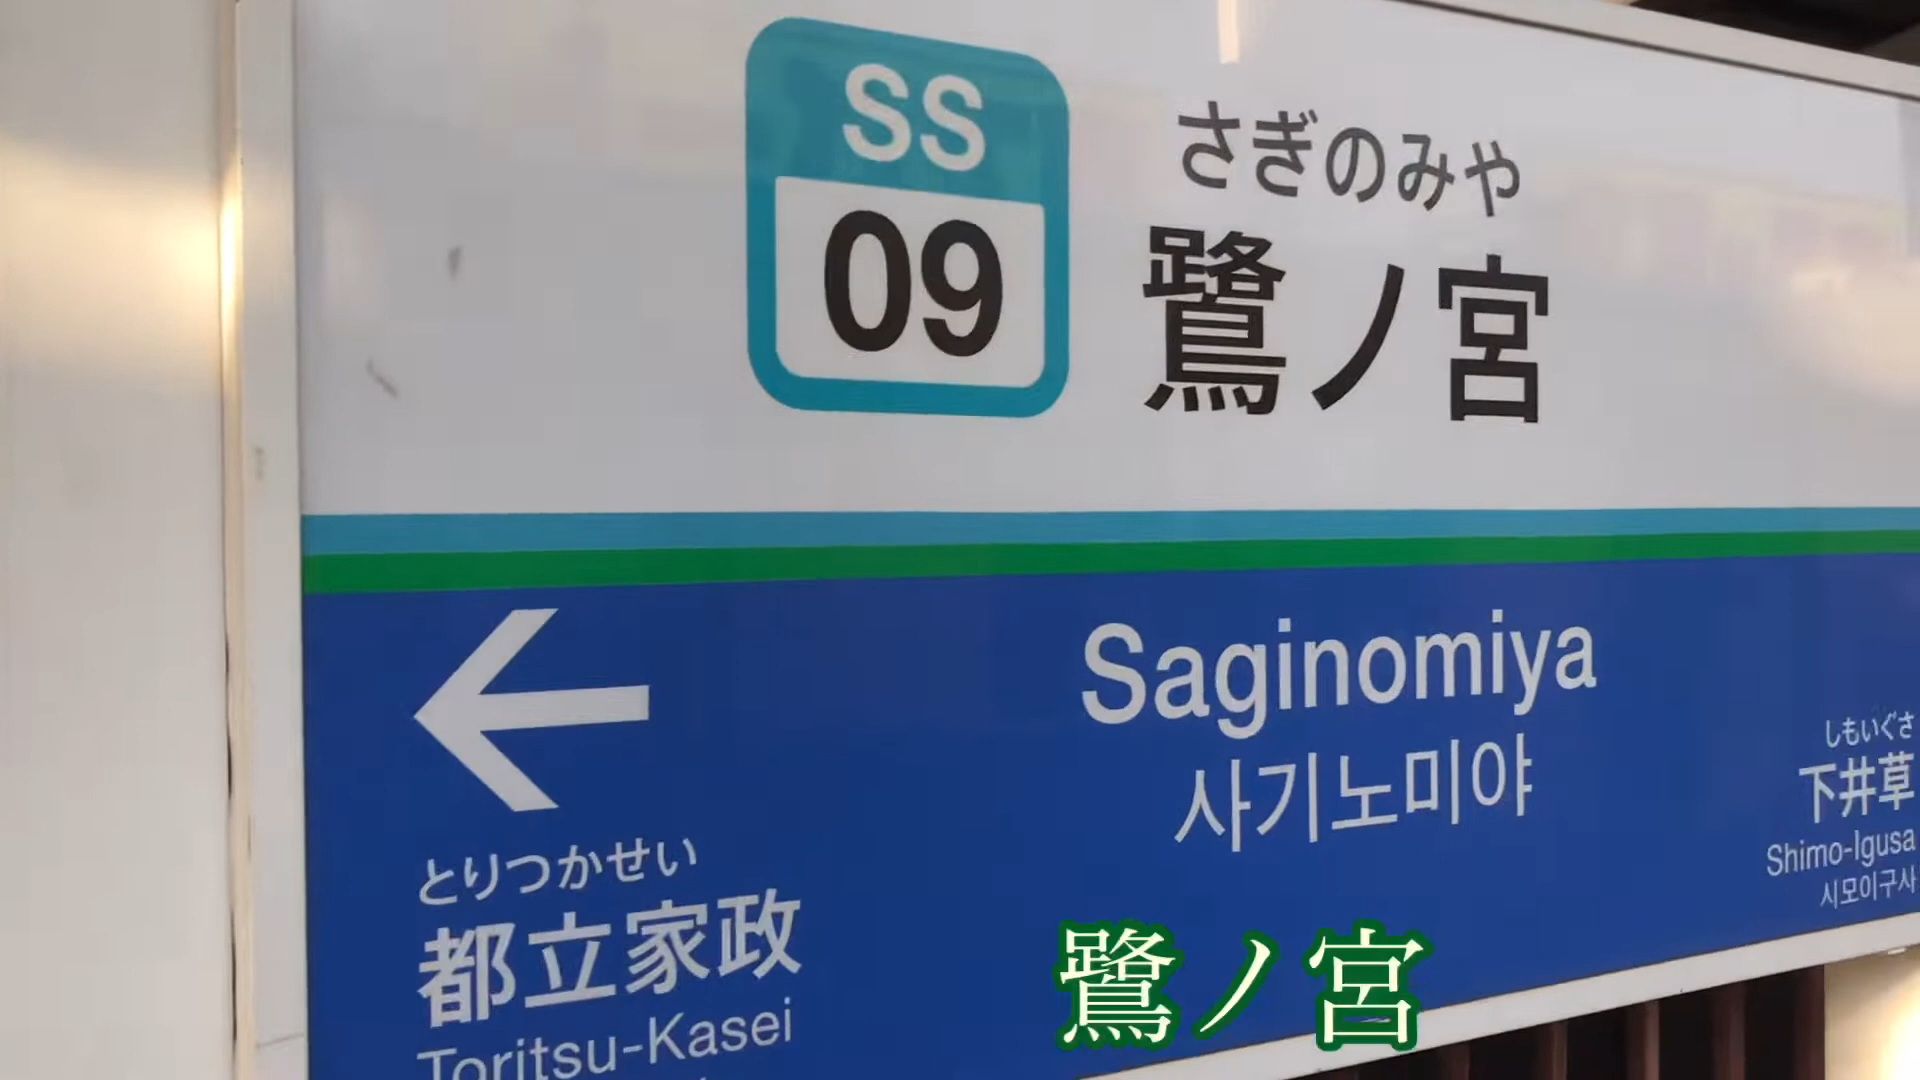 SS
09
さぎのみや
鷺ノ宮
Saginomiya
사기노미야
とりつかせい
都立家政
Toritsu-Kasei
しもいぐさ
下井草
Shimo-Igusa
시모이구사
鷺ノ宮